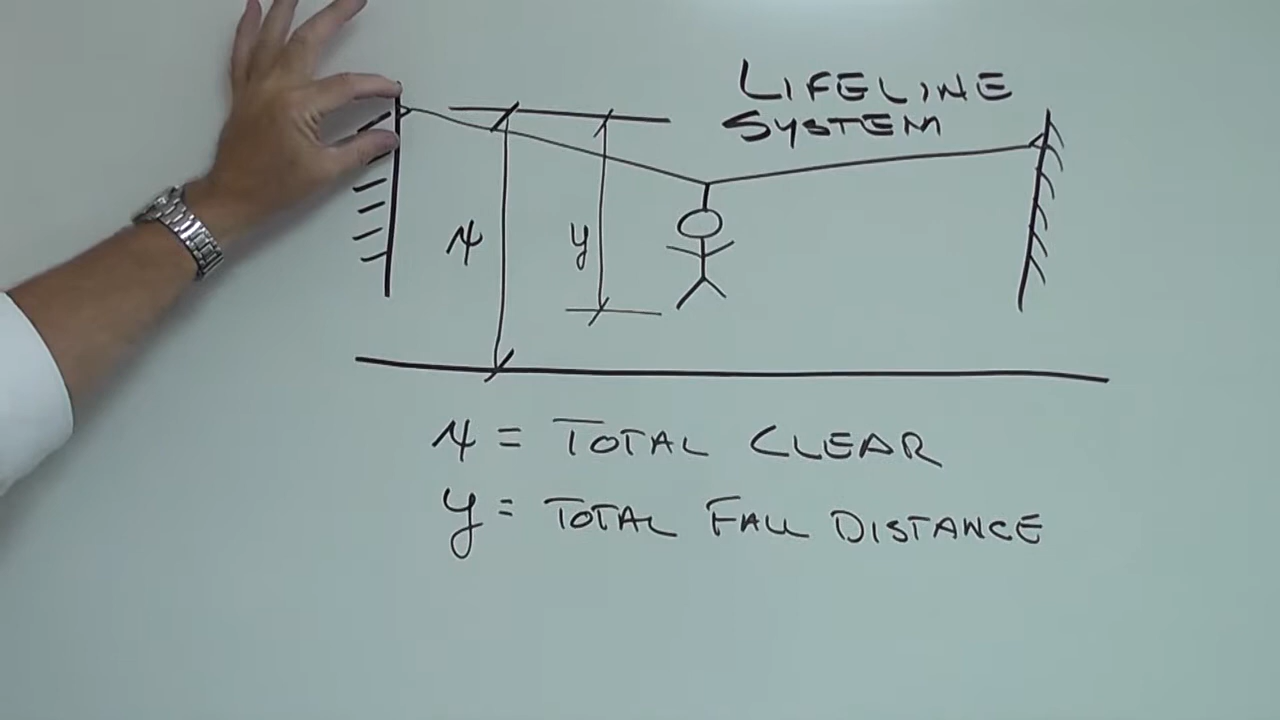 LIFELINE
SYSTEM
x
y
x = TOTAL CLEAR
y = TOTAL FALL DISTANCE